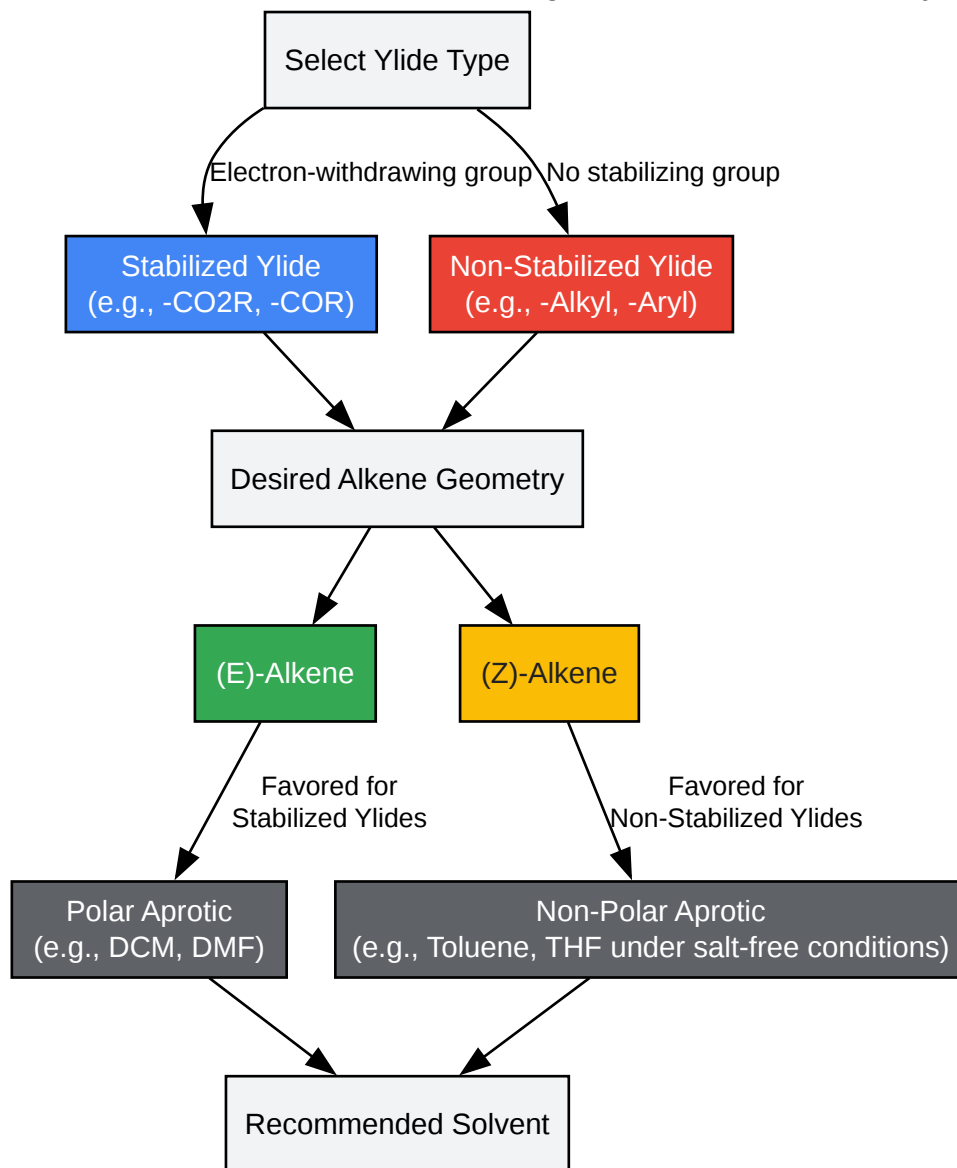 Select Ylide Type
Electron-withdrawing group
No stabilizing group
Stabilized Ylide
(e.g., -CO2R, -COR)
Non-Stabilized Ylide
(e.g., -Alkyl, -Aryl)
Desired Alkene Geometry
(E)-Alkene
(Z)-Alkene
Favored for
Stabilized Ylides
Favored for
Non-Stabilized Ylides
Polar Aprotic
(e.g., DCM, DMF)
Non-Polar Aprotic
(e.g., Toluene, THF under salt-free conditions)
Recommended Solvent